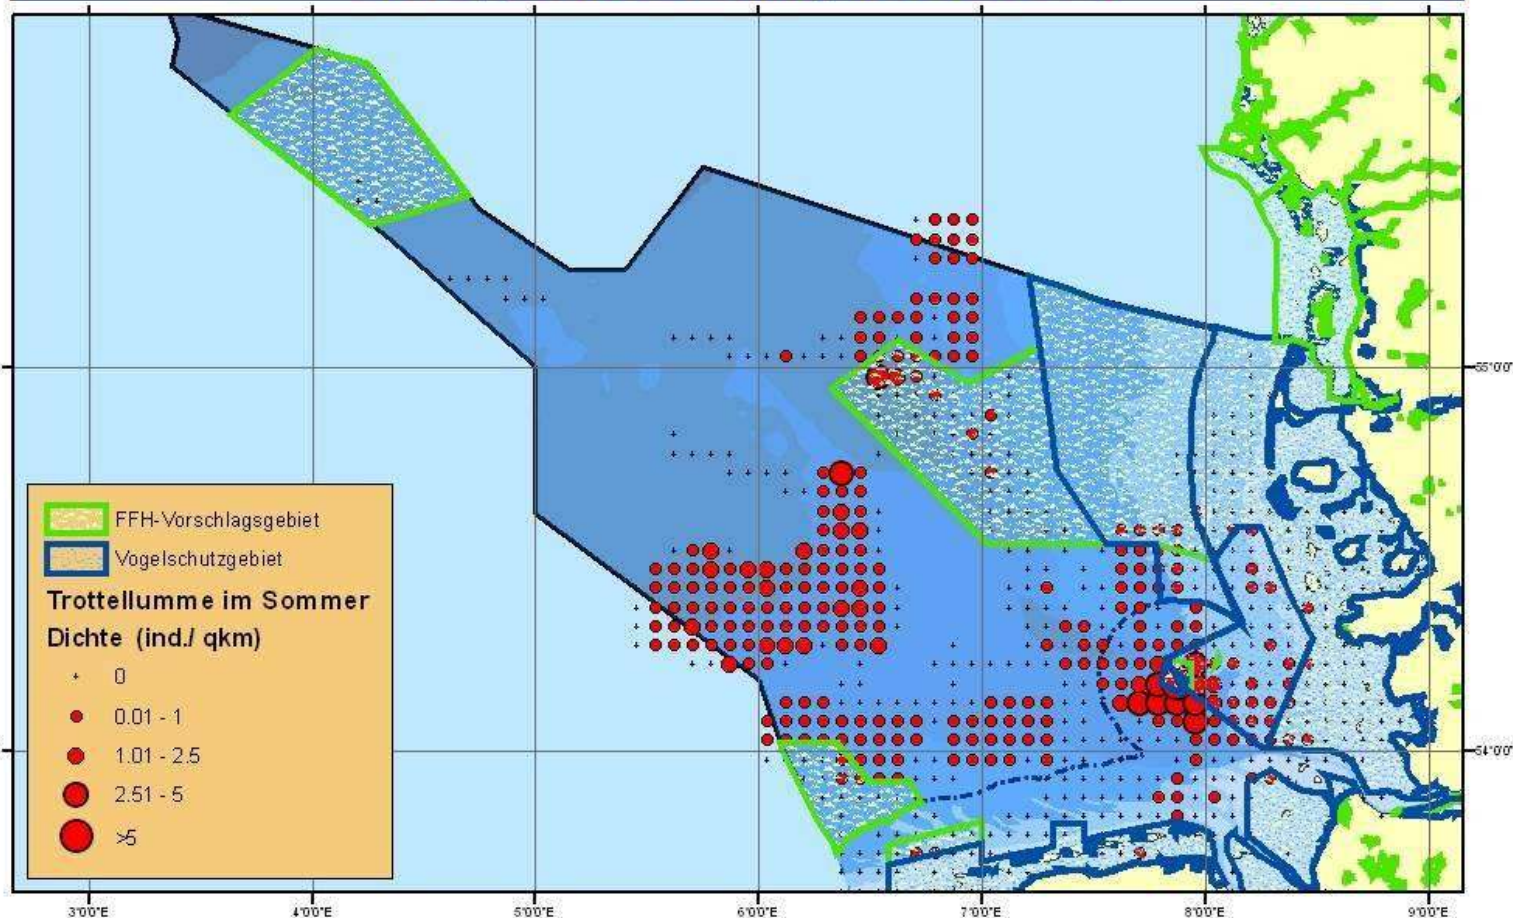 55°0'0"
FFH-Vorschlagsgebiet
Vogelschutzgebiet
Trottellumme im Sommer
Dichte (ind./ qkm)
0
0.01 - 1
1.01 - 2.5
2.51 - 5
>5
54°0'0"
3°0'0"E
4°0'0"E
5°0'0"E
6°0'0"E
7°0'0"E
8°0'0"E
9°0'0"E